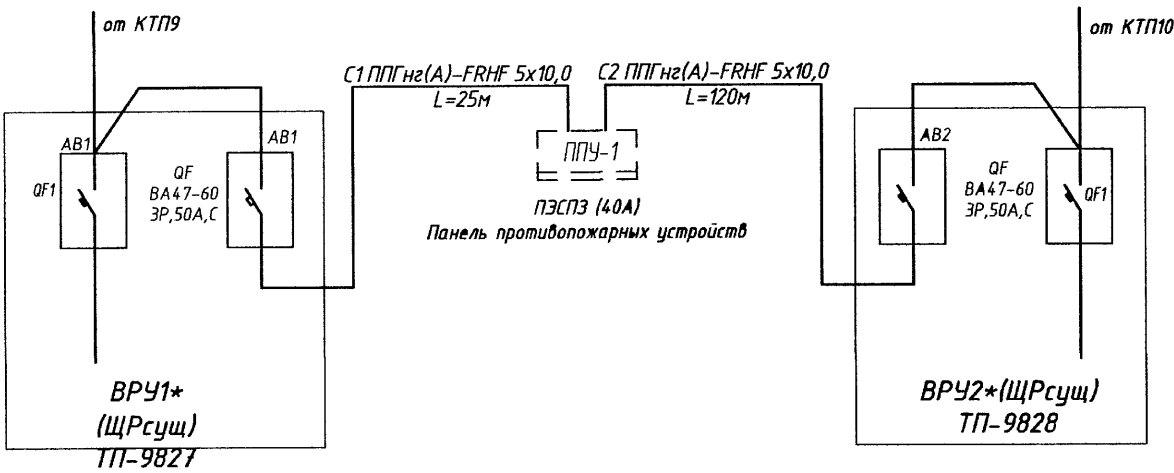 от КТП9
от КТП10
С1 ППГнг(А)-FRHF 5х10,0
L=25м
С2 ППГнг(А)-FRHF 5х10,0
L=120м
АВ1
АВ1
QF1
QF
ВА47-60
3Р,50А,С
ППУ-1
ПЭСПЗ (40А)
Панель противопожарных устройств
АВ2
QF
ВА47-60
3Р,50А,С
QF1
ВРУ1*
(ЩРсущ)
ТП-9827
ВРУ2*(ЩРсущ)
ТП-9828